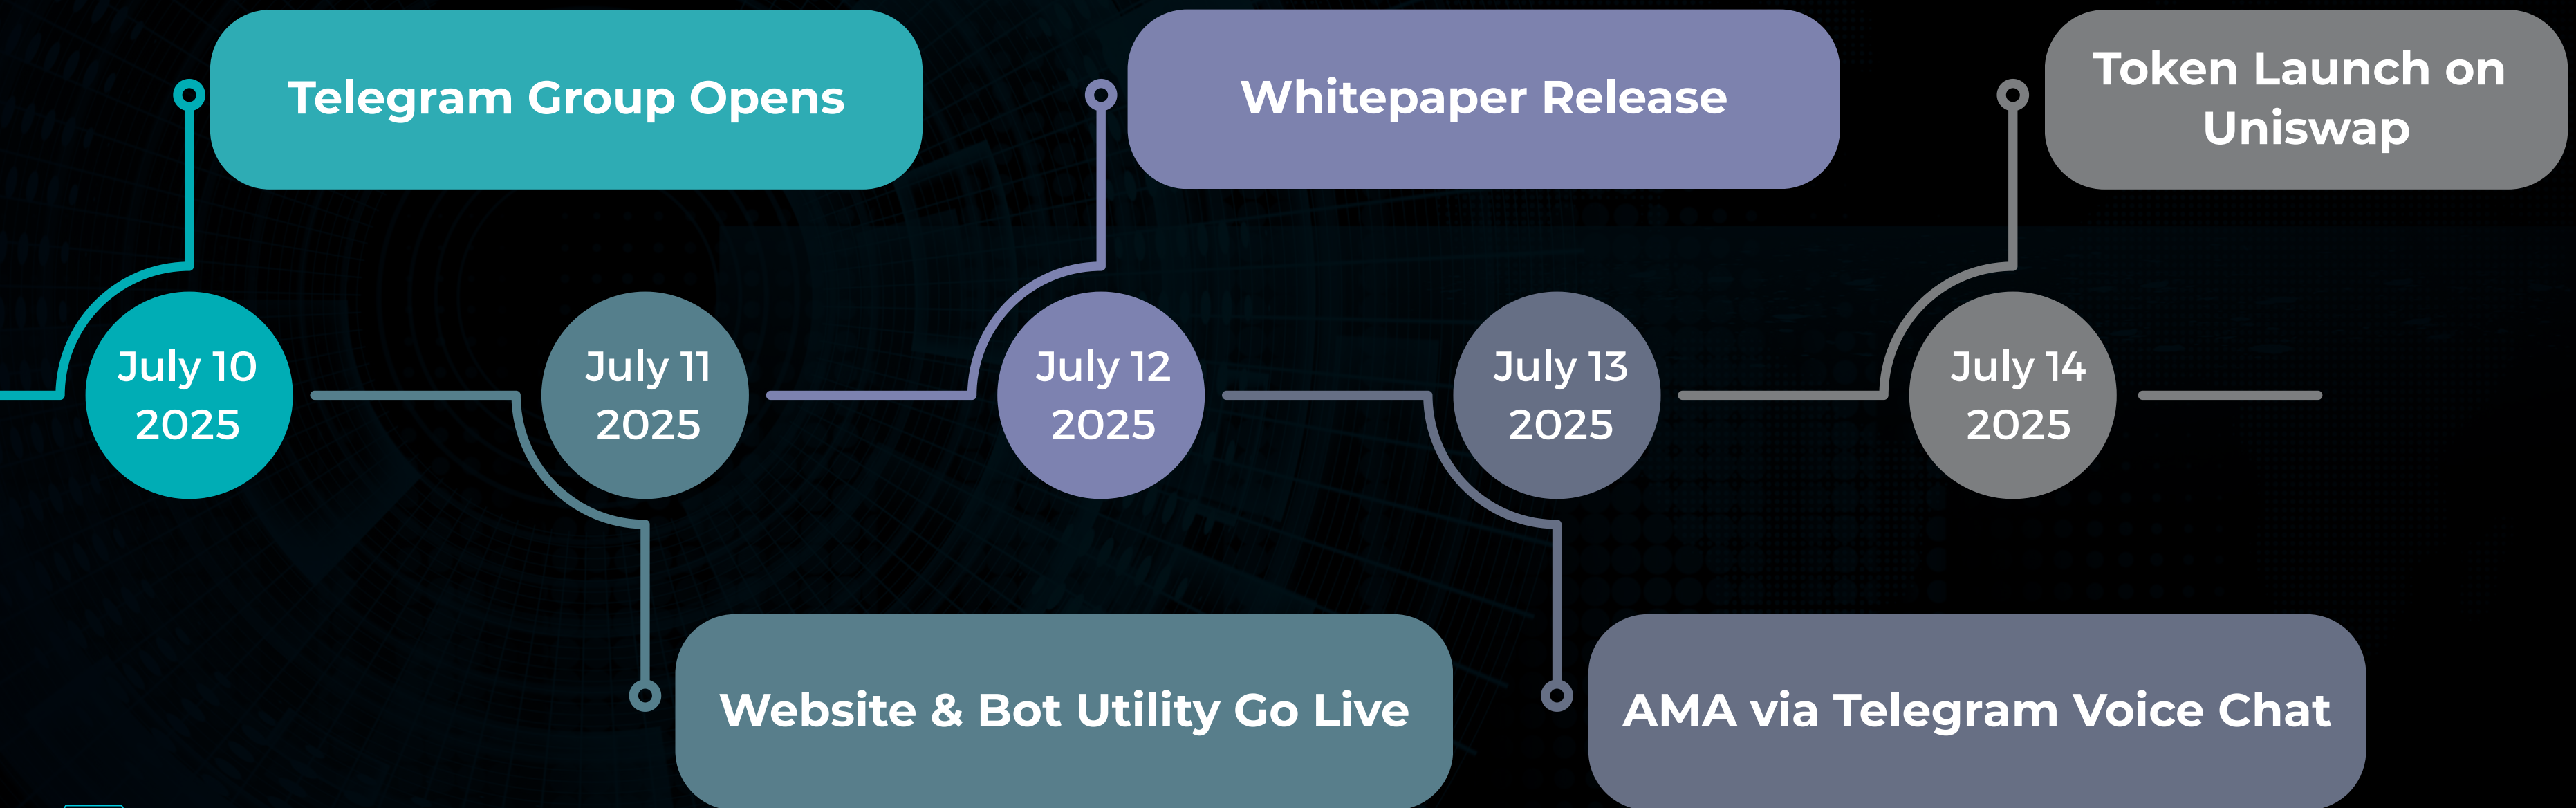 Telegram Group Opens
Whitepaper Release
Token Launch on
Uniswap
July 10
2025
July 11
2025
July 12
2025
July 13
2025
July 14
2025
Website & Bot Utility Go Live
AMA via Telegram Voice Chat